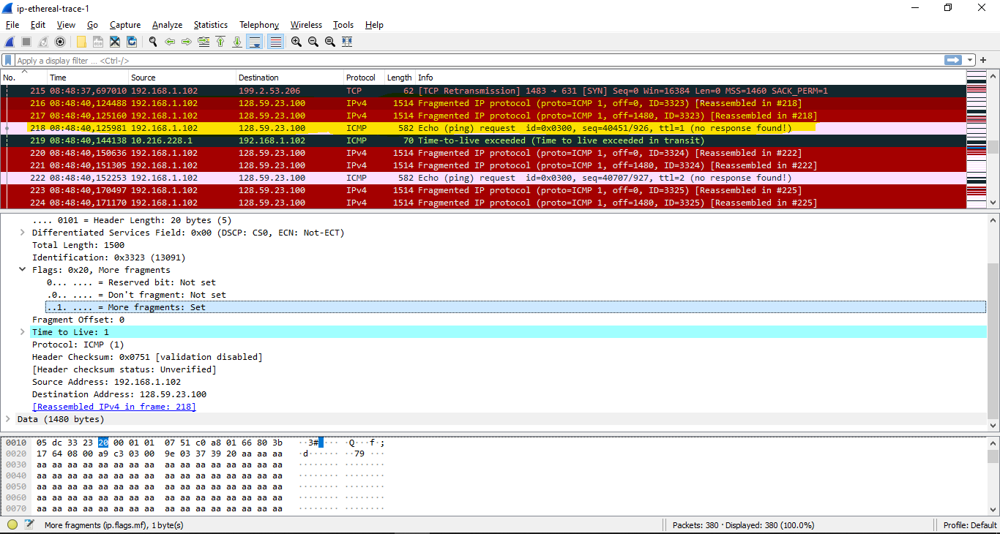 ip-ethereal-trace-1
File Edit View Go Capture Analyze Statistics Telephony Wireless Tools Help
Apply a display filter ... <Ctrl-/>
No. Time Source Destination Protocol Length Info
215 08:48:37,697010 192.168.1.102 199.2.53.206 TCP 62 [TCP Retransmission] 1483 → 631 [SYN] Seq=0 Win=16384 Len=0 MSS=1460 SACK_PERM=1
216 08:48:40,124488 192.168.1.102 128.59.23.100 IPv4 1514 Fragmented IP protocol (proto=ICMP 1, off=0, ID=3323) [Reassembled in #218]
217 08:48:40,125160 192.168.1.102 128.59.23.100 IPv4 1514 Fragmented IP protocol (proto=ICMP 1, off=1480, ID=3323) [Reassembled in #218]
218 08:48:40,125981 192.168.1.102 128.59.23.100 ICMP 582 Echo (ping) request id=0x0300, seq=40451/926, ttl=1 (no response found!)
219 08:48:40,144138 10.216.228.1 192.168.1.102 ICMP 70 Time-to-live exceeded (Time to live exceeded in transit)
220 08:48:40,150636 192.168.1.102 128.59.23.100 IPv4 1514 Fragmented IP protocol (proto=ICMP 1, off=0, ID=3324) [Reassembled in #222]
221 08:48:40,151305 192.168.1.102 128.59.23.100 IPv4 1514 Fragmented IP protocol (proto=ICMP 1, off=1480, ID=3324) [Reassembled in #222]
222 08:48:40,152253 192.168.1.102 128.59.23.100 ICMP 582 Echo (ping) request id=0x0300, seq=40707/927, ttl=2 (no response found!)
223 08:48:40,170497 192.168.1.102 128.59.23.100 IPv4 1514 Fragmented IP protocol (proto=ICMP 1, off=0, ID=3325) [Reassembled in #225]
224 08:48:40,171170 192.168.1.102 128.59.23.100 IPv4 1514 Fragmented IP protocol (proto=ICMP 1, off=1480, ID=3325) [Reassembled in #225]
.... 0101 = Header Length: 20 bytes (5)
Differentiated Services Field: 0x00 (DSCP: CS0, ECN: Not-ECT)
Total Length: 1500
Identification: 0x3323 (13091)
Flags: 0x20, More fragments
0... .... = Reserved bit: Not set
.0.. .... = Don't fragment: Not set
..1. .... = More fragments: Set
Fragment Offset: 0
Time to Live: 1
Protocol: ICMP (1)
Header Checksum: 0x0751 [validation disabled]
[Header checksum status: Unverified]
Source Address: 192.168.1.102
Destination Address: 128.59.23.100
[Reassembled IPv4 in frame: 218]
Data (1480 bytes)
0010 05 dc 33 23 20 00 01 01 07 51 c0 a8 01 66 80 3b ··3# ··· ·Q···f·;
0020 17 64 08 00 a9 c3 03 00 9e 03 37 39 20 aa aa aa ·d······ ··79 ···
0030 aa aa aa aa aa aa aa aa aa aa aa aa aa aa aa aa ········ ········
0040 aa aa aa aa aa aa aa aa aa aa aa aa aa aa aa aa ········ ········
0050 aa aa aa aa aa aa aa aa aa aa aa aa aa aa aa aa ········ ········
0060 aa aa aa aa aa aa aa aa aa aa aa aa aa aa aa aa ········ ········
0070 aa aa aa aa aa aa aa aa aa aa aa aa aa aa aa aa ········ ········
More fragments (ip.flags.mf), 1 byte(s) Packets: 380 · Displayed: 380 (100.0%) Profile: Default